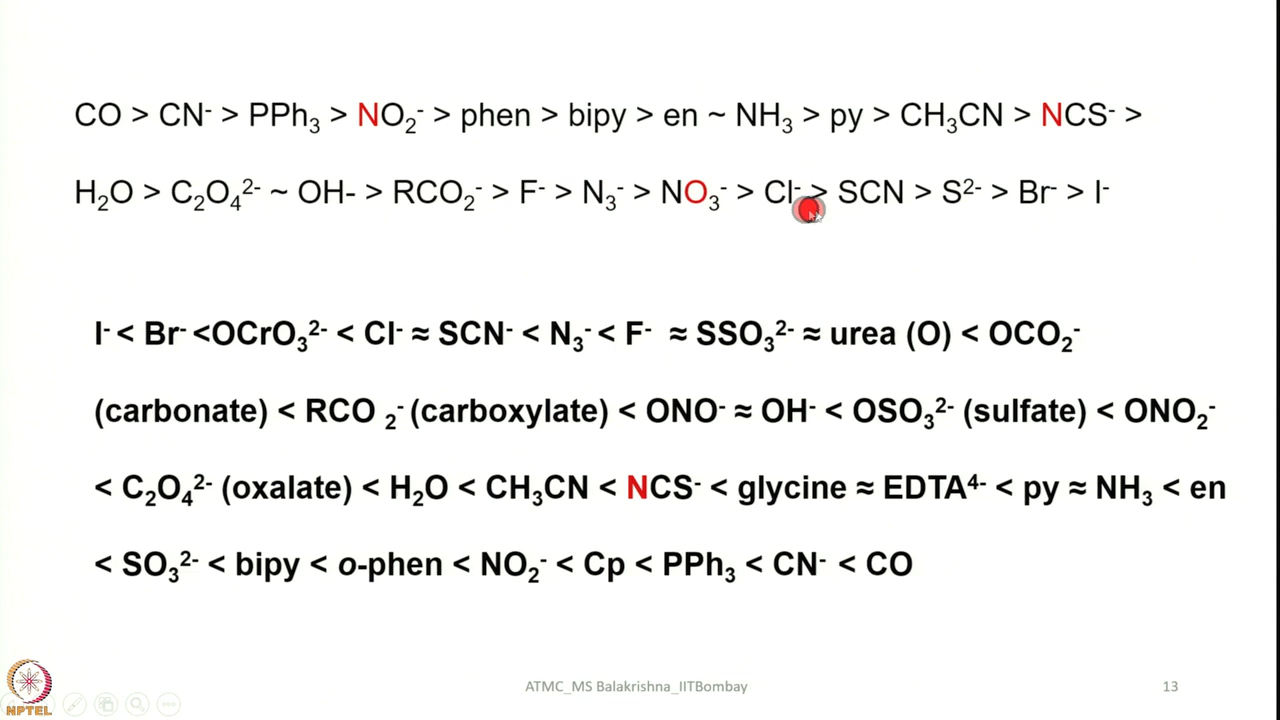 CO > CN⁻ > PPh₃ > NO₂⁻ > phen > bipy > en ~ NH₃ > py > CH₃CN > NCS⁻ >
H₂O > C₂O₄²⁻ ~ OH- > RCO₂⁻ > F⁻ > N₃⁻ > NO₃⁻ > Cl⁻ > SCN > S²⁻ > Br⁻ > I⁻
I⁻ < Br⁻ <OCrO₃²⁻ < Cl⁻ ≈ SCN⁻ < N₃⁻ < F⁻ ≈ SSO₃²⁻ ≈ urea (O) < OCO₂⁻
(carbonate) < RCO ₂⁻ (carboxylate) < ONO⁻ ≈ OH⁻ < OSO₃²⁻ (sulfate) < ONO₂⁻
< C₂O₄²⁻ (oxalate) < H₂O < CH₃CN < NCS⁻ < glycine ≈ EDTA⁴⁻ < py ≈ NH₃ < en
< SO₃²⁻ < bipy < o-phen < NO₂⁻ < Cp < PPh₃ < CN⁻ < CO
NPTEL
ATMC_MS Balakrishna_IITBombay
13